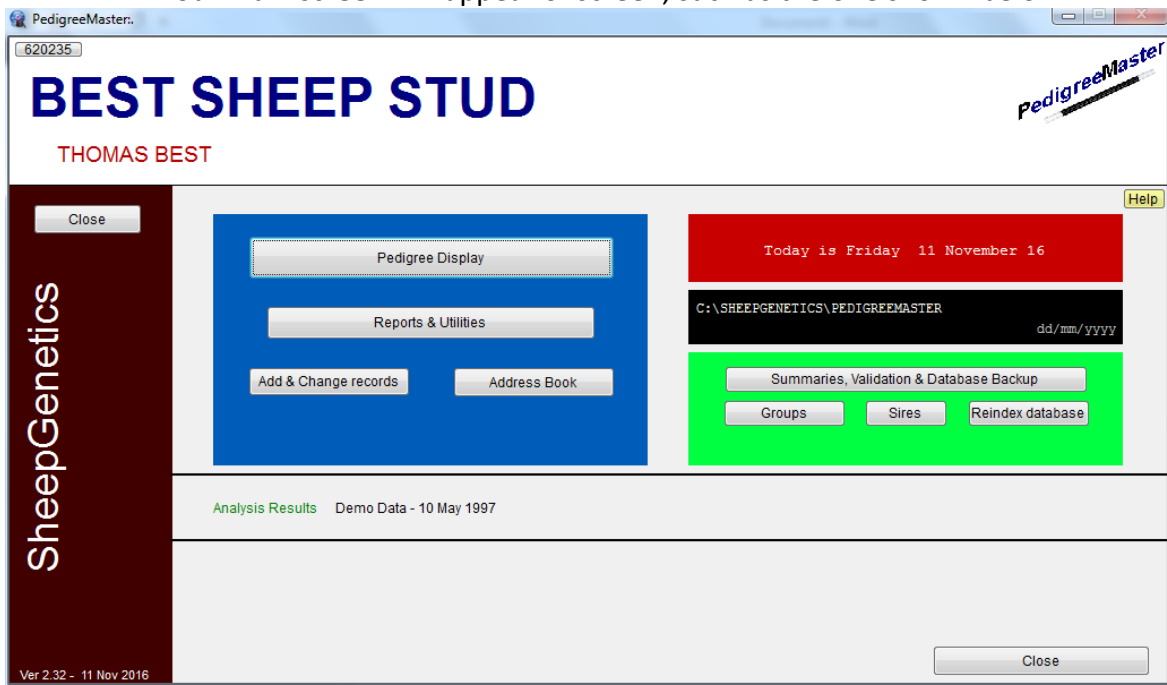 PedigreeMaster:.
620235
BEST SHEEP STUD
PedigreeMaster
THOMAS BEST
Help
Close
Pedigree Display
Today is Friday 11 November 16
Reports & Utilities
C:\SHEEPGENETICS\PEDIGREEMASTER
dd/mm/yyyy
Add & Change records
Address Book
Summaries, Validation & Database Backup
Groups
Sires
Reindex database
SheepGenetics
Analysis Results Demo Data - 10 May 1997
Close
Ver 2.32 - 11 Nov 2016